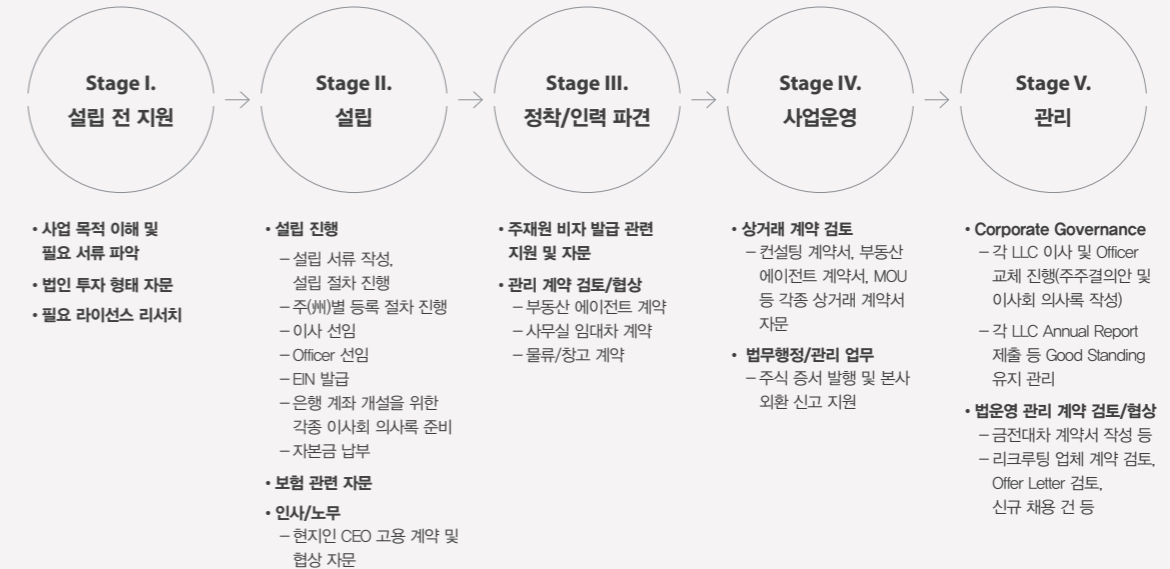 Stage I.
설립 전 지원
Stage II.
설립
Stage III.
정착/인력 파견
Stage IV.
사업운영
Stage V.
관리
• 사업 목적 이해 및
필요 서류 파악
• 법인 투자 형태 자문
• 필요 라이선스 리서치
• 설립 진행
– 설립 서류 작성,
설립 절차 진행
– 주(州)별 등록 절차 진행
– 이사 선임
– Officer 선임
– EIN 발급
– 은행 계좌 개설을 위한
각종 이사회 의사록 준비
– 자본금 납부
• 보험 관련 자문
• 인사/노무
– 현지인 CEO 고용 계약 및
협상 자문
• 주재원 비자 발급 관련
지원 및 자문
• 관리 계약 검토/협상
– 부동산 에이전트 계약
– 사무실 임대차 계약
– 물류/창고 계약
• 상거래 계약 검토
– 컨설팅 계약서, 부동산
에이전트 계약서, MOU
등 각종 상거래 계약서
자문
• 법무행정/관리 업무
– 주식 증서 발행 및 본사
외환 신고 지원
• Corporate Governance
– 각 LLC 이사 및 Officer
교체 진행(주주결의안 및
이사회 의사록 작성)
– 각 LLC Annual Report
제출 등 Good Standing
유지 관리
• 법운영 관리 계약 검토/협상
– 금전대차 계약서 작성 등
– 리크루팅 업체 계약 검토,
Offer Letter 검토,
신규 채용 건 등